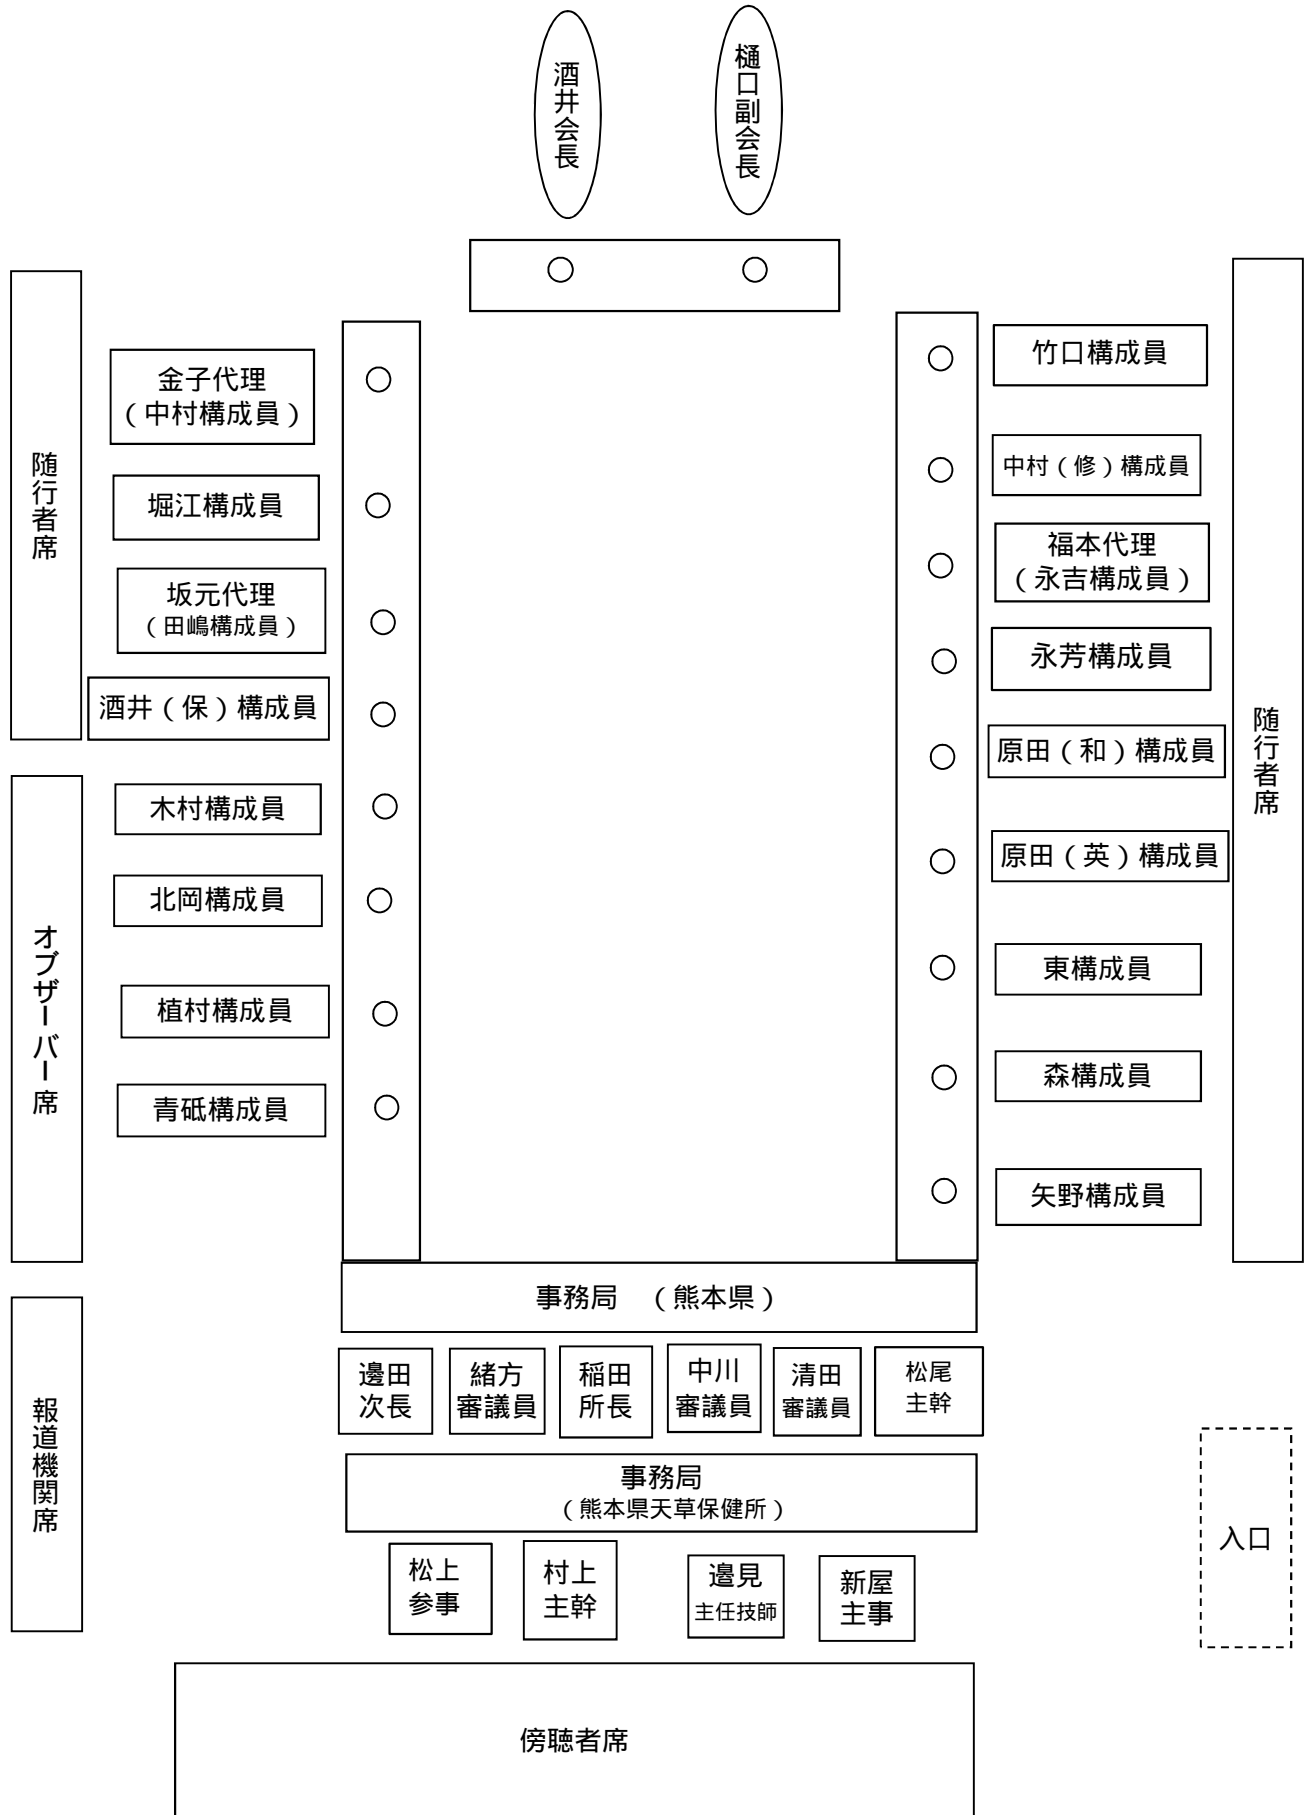 酒井会長
樋口副会長
随行者席
金子代理
（中村構成員）
堀江構成員
坂元代理
（田嶋構成員）
酒井（保）構成員
オブザーバー席
木村構成員
北岡構成員
植村構成員
青砥構成員
竹口構成員
中村（修）構成員
福本代理
（永吉構成員）
永芳構成員
原田（和）構成員
原田（英）構成員
東構成員
森構成員
矢野構成員
随行者席
事務局　（熊本県）
邊田
次長
緒方
審議員
稲田
所長
中川
審議員
清田
審議員
松尾
主幹
報道機関席
事務局
（熊本県天草保健所）
松上
参事
村上
主幹
邉見
主任技師
新屋
主事
入口
傍聴者席